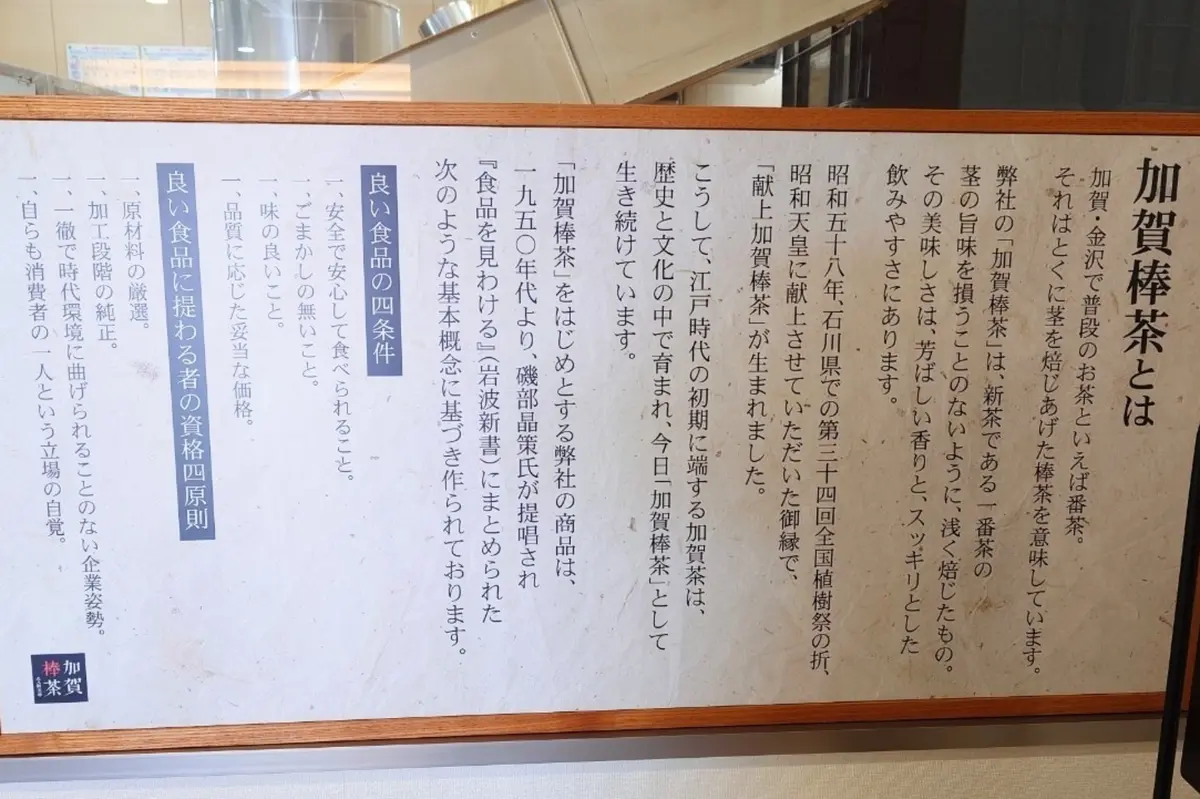 加賀棒茶とは
加賀・金沢で普段のお茶といえば番茶。
それはとくに茎を焙じあげた棒茶を意味しています。
弊社の「加賀棒茶」は、新茶である一番茶の
茎の旨味を損うことのないように、浅く焙じたもの。
その美味しさは、芳ばしい香りと、スッキリとした
飲みやすさにあります。
昭和五十八年、石川県での第三十四回全国植樹祭の折、
昭和天皇に献上させていただいた御縁で、
「献上加賀棒茶」が生まれました。
こうして、江戸時代の初期に端する加賀茶は、
歴史と文化の中で育まれ、今日「加賀棒茶」として
生き続けています。
「加賀棒茶」をはじめとする弊社の商品は、
一九五〇年代より、磯部晶策氏が提唱され
『食品を見わける』（岩波新書）にまとめられた
次のような基本概念に基づき作られております。
良い食品の四条件
一、安全で安心して食べられること。
一、ごまかしの無いこと。
一、味の良いこと。
一、品質に応じた妥当な価格。
良い食品に提わる者の資格四原則
一、原材料の厳選。
一、加工段階の純正。
一、一徹で時代環境に曲げられることのない企業姿勢。
一、自らも消費者の一人という立場の自覚。
加賀
棒茶